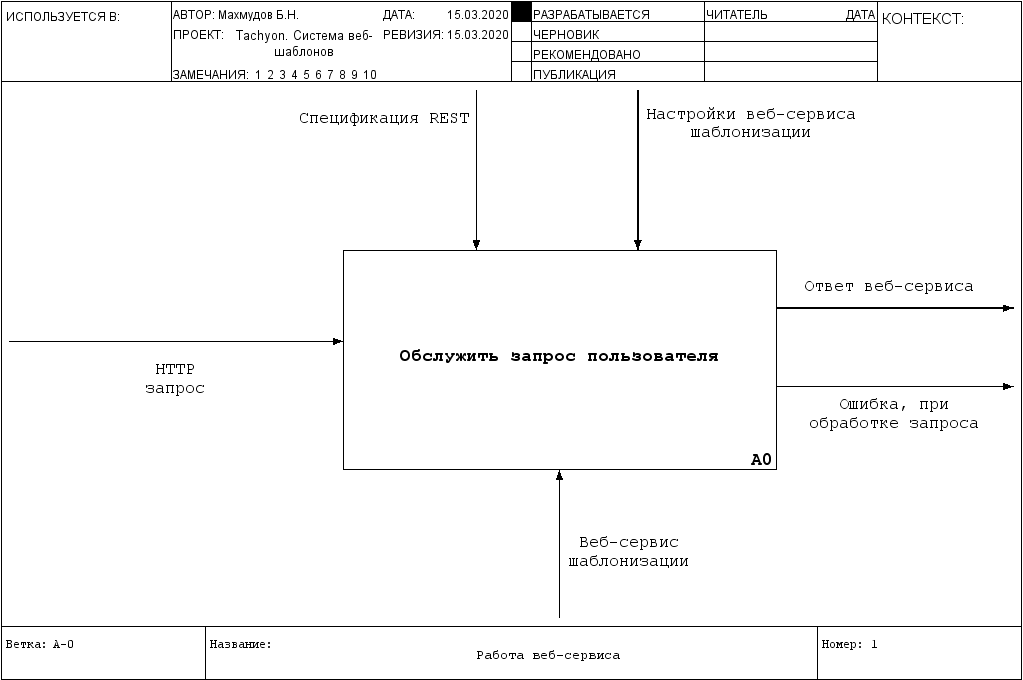 ИСПОЛЬЗУЕТСЯ В:
АВТОР: Махмудов Б.Н.
ДАТА: 15.03.2020
ПРОЕКТ: Tachyon. Система веб-
шаблонов
РЕВИЗИЯ: 15.03.2020
ЗАМЕЧАНИЯ: 1 2 3 4 5 6 7 8 9 10
РАЗРАБАТЫВАЕТСЯ
ЧЕРНОВИК
РЕКОМЕНДОВАНО
ПУБЛИКАЦИЯ
ЧИТАТЕЛЬ ДАТА
КОНТЕКСТ:
Спецификация REST
Настройки веб-сервиса
шаблонизации
Ответ веб-сервиса
Обслужить запрос пользователя
HTTP
запрос
Ошибка, при
обработке запроса
A0
Веб-сервис
шаблонизации
Ветка: A-0
Название:
Работа веб-сервиса
Номер: 1